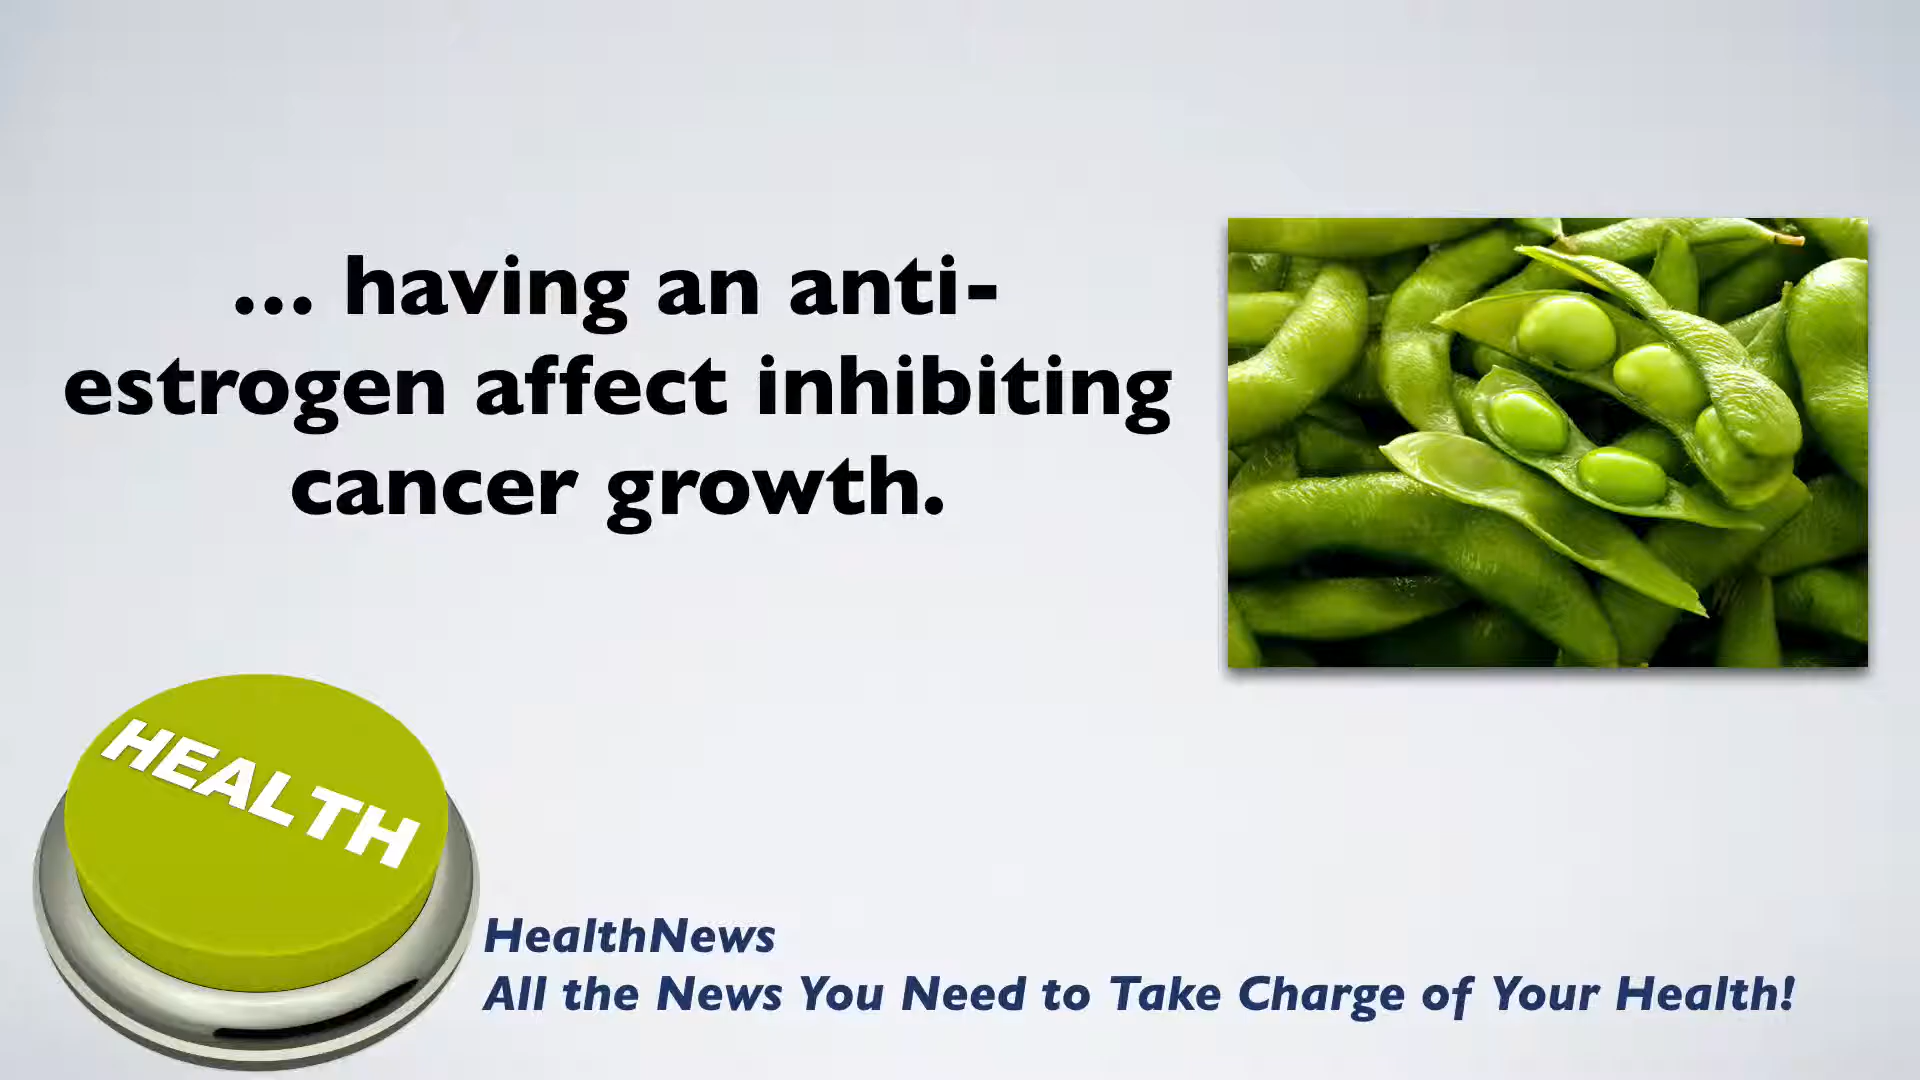 ... having an anti-
estrogen affect inhibiting
cancer growth.
HEALTH
HealthNews
All the News You Need to Take Charge of Your Health!